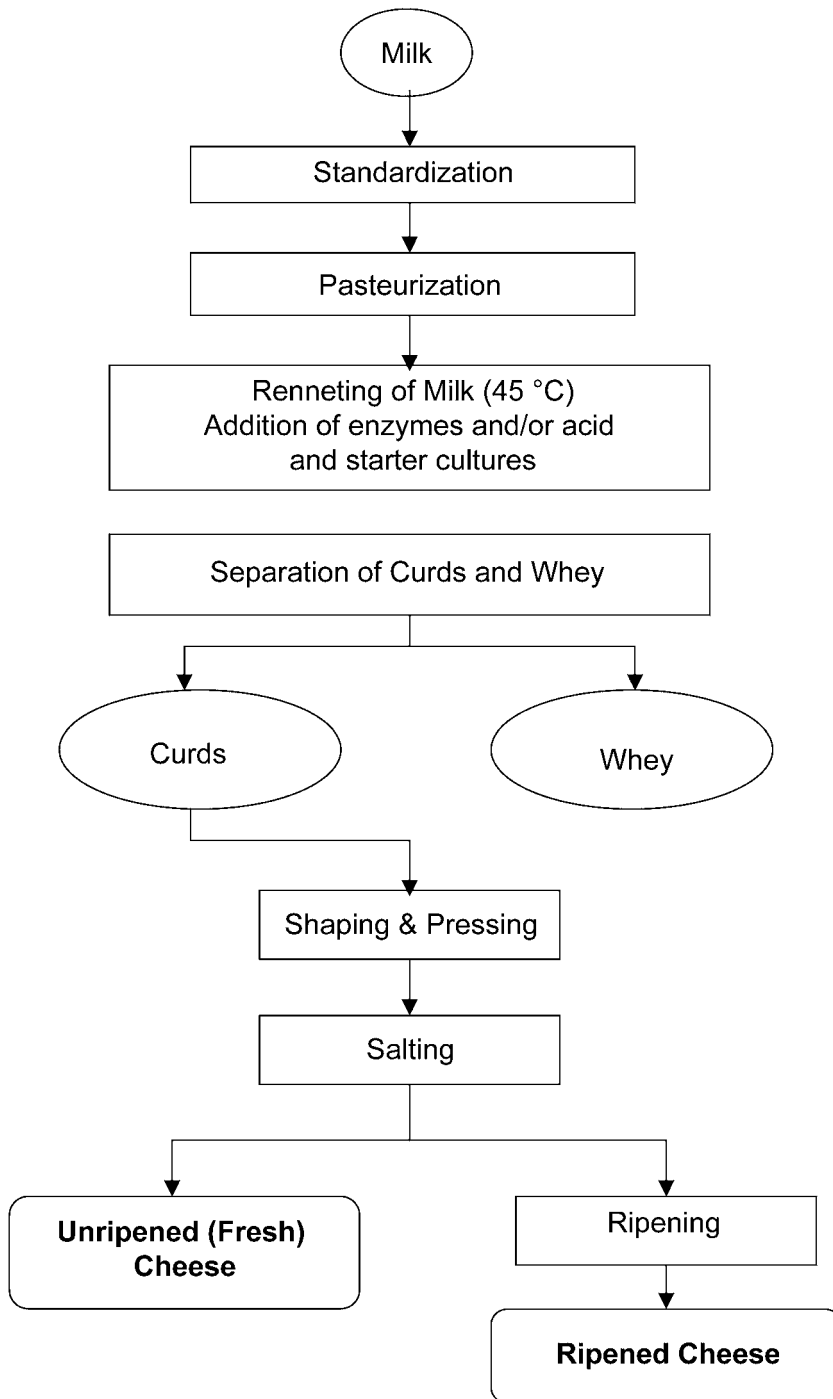 Milk
Standardization
Pasteurization
Renneting of Milk (45 °C)
Addition of enzymes and/or acid
and starter cultures
Separation of Curds and Whey
Curds
Whey
Shaping & Pressing
Salting
Unripened (Fresh)
Cheese
Ripening
Ripened Cheese